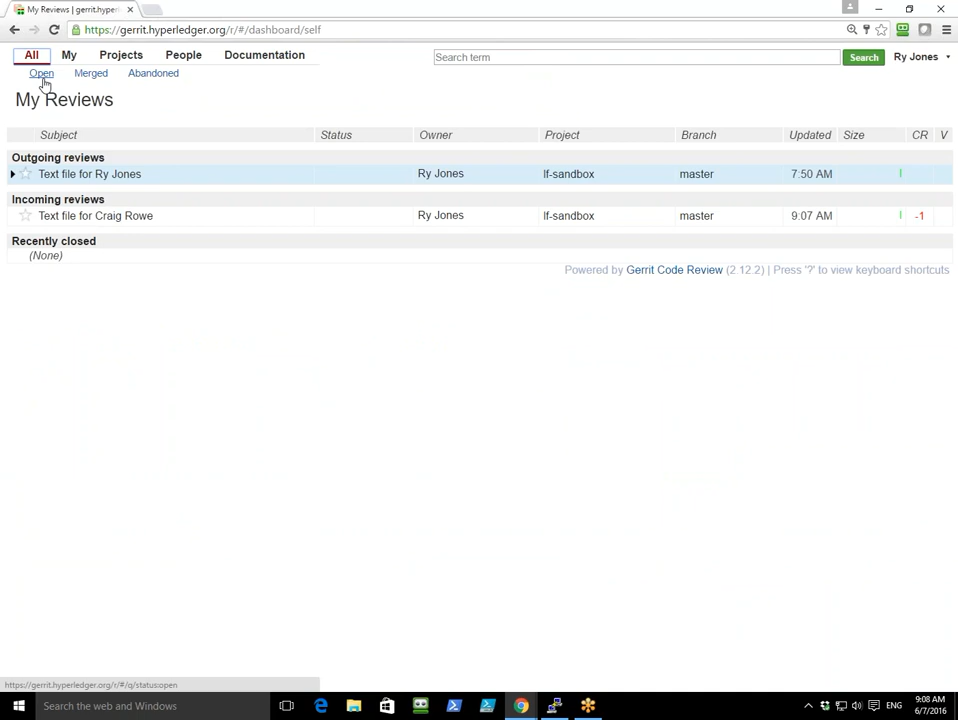 My Reviews | gerrit.hyperl
https://gerrit.hyperledger.org/r/#/dashboard/self
All My Projects People Documentation
Search term
Search
Ry Jones
Open Merged Abandoned
My Reviews
Subject Status Owner Project Branch Updated Size CR V
Outgoing reviews
Text file for Ry Jones Ry Jones lf-sandbox master 7:50 AM
Incoming reviews
Text file for Craig Rowe Ry Jones lf-sandbox master 9:07 AM -1
Recently closed
(None)
Powered by Gerrit Code Review (2.12.2) | Press '?' to view keyboard shortcuts
https://gerrit.hyperledger.org/r/#/q/status:open
Search the web and Windows
ENG
9:08 AM
6/7/2016